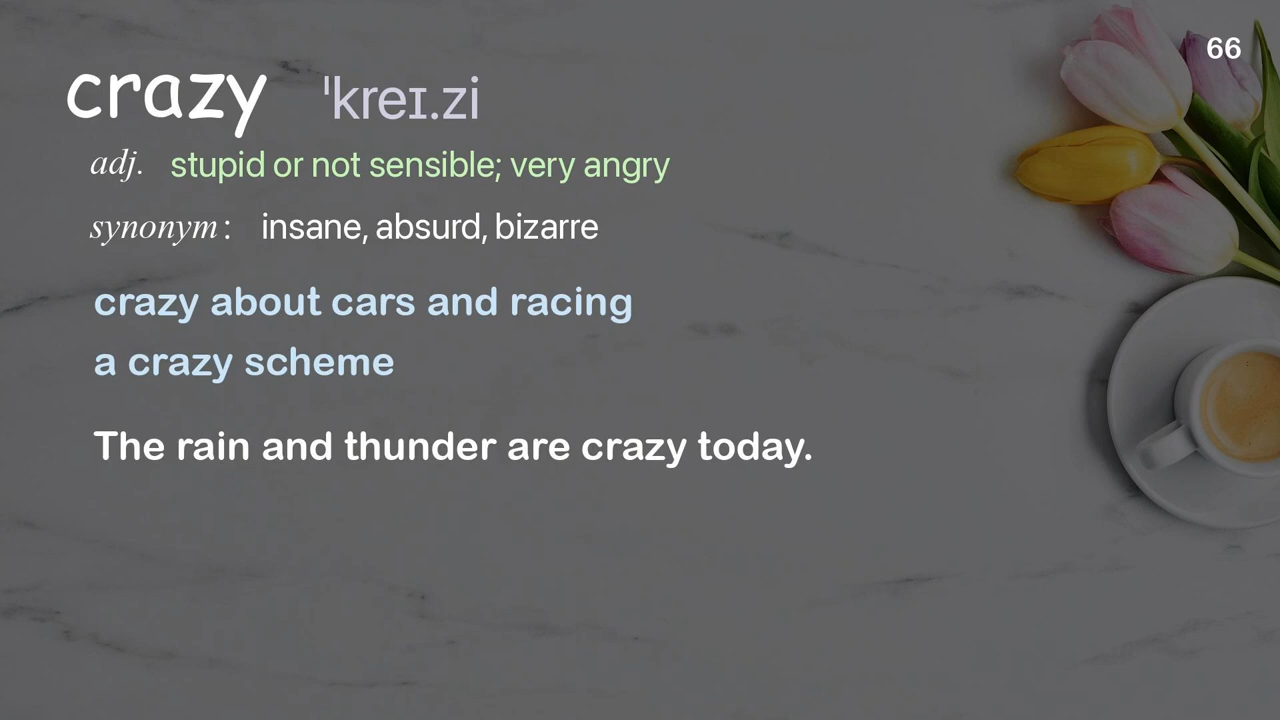 66
crazy ˈkreɪ.zi
adj. stupid or not sensible; very angry
synonym: insane, absurd, bizarre
crazy about cars and racing
a crazy scheme
The rain and thunder are crazy today.